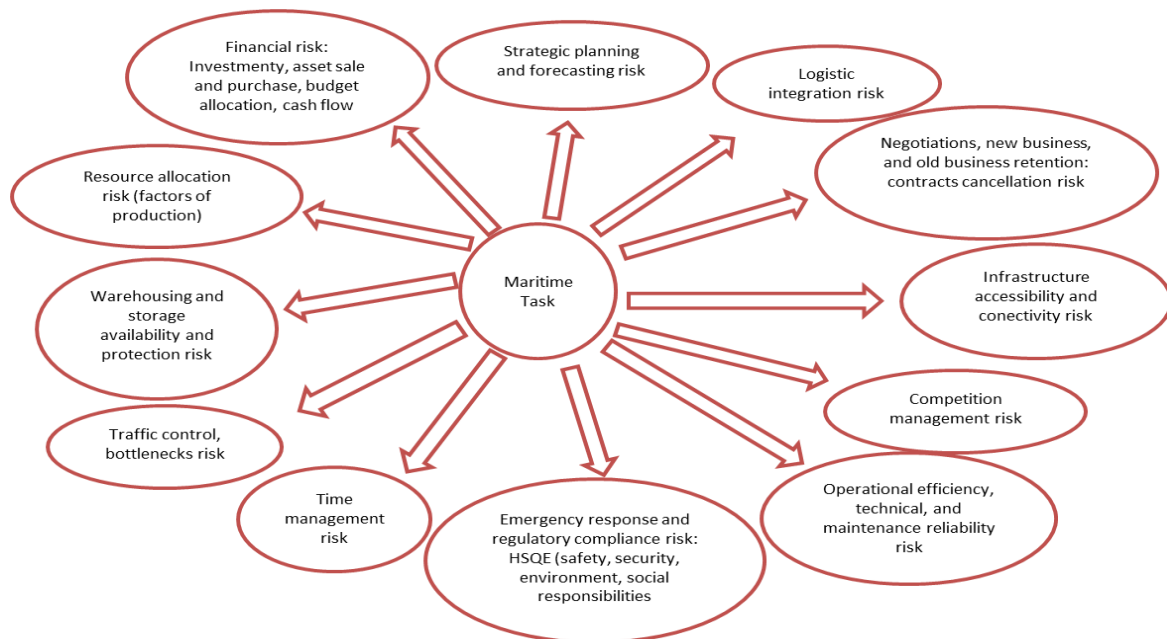 Financial risk:
Investmenty, asset sale
and purchase, budget
allocation, cash flow
Strategic planning
and forecasting risk
Logistic
integration risk
Negotiations, new business,
and old business retention:
contracts cancellation risk
Resource allocation
risk (factors of
production)
Maritime
Task
Infrastructure
accessibility and
conectivity risk
Warehousing and
storage
availability and
protection risk
Competition
management risk
Traffic control,
bottlenecks risk
Time
management
risk
Emergency response and
regulatory compliance risk:
HSQE (safety, security,
environment, social
responsibilities
Operational efficiency,
technical, and
maintenance reliability
risk